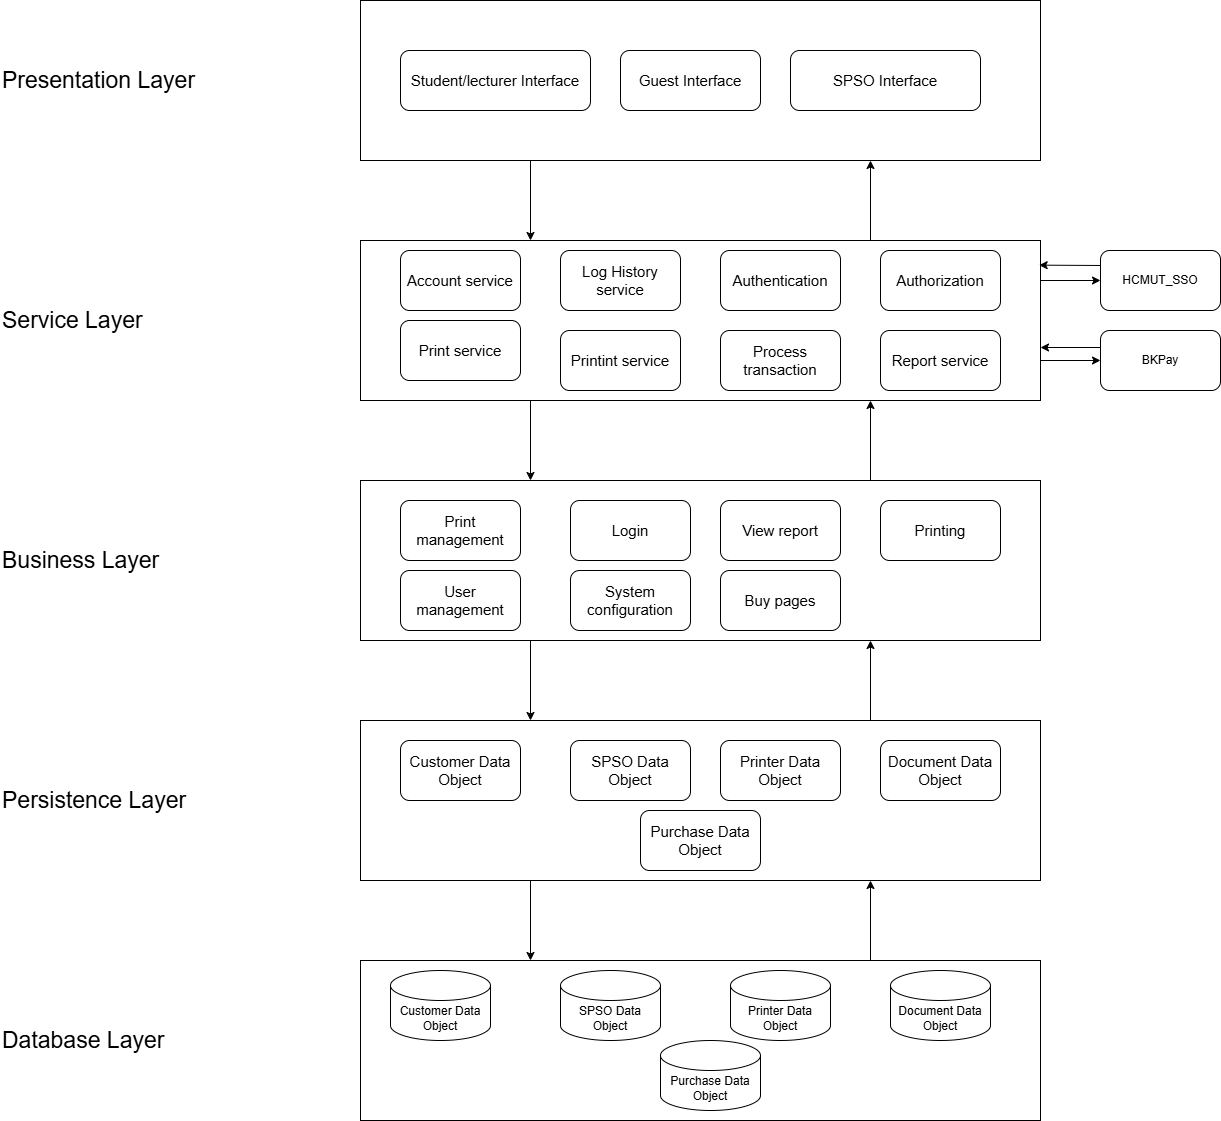 Presentation Layer
Student/lecturer Interface
Guest Interface
SPSO Interface
Service Layer
Account service
Log History
service
Authentication
Authorization
HCMUT_SSO
Print service
Printint service
Process
transaction
Report service
BKPay
Business Layer
Print
management
Login
View report
Printing
User
management
System
configuration
Buy pages
Persistence Layer
Customer Data
Object
SPSO Data
Object
Printer Data
Object
Document Data
Object
Purchase Data
Object
Database Layer
Customer Data
Object
SPSO Data
Object
Printer Data
Object
Document Data
Object
Purchase Data
Object